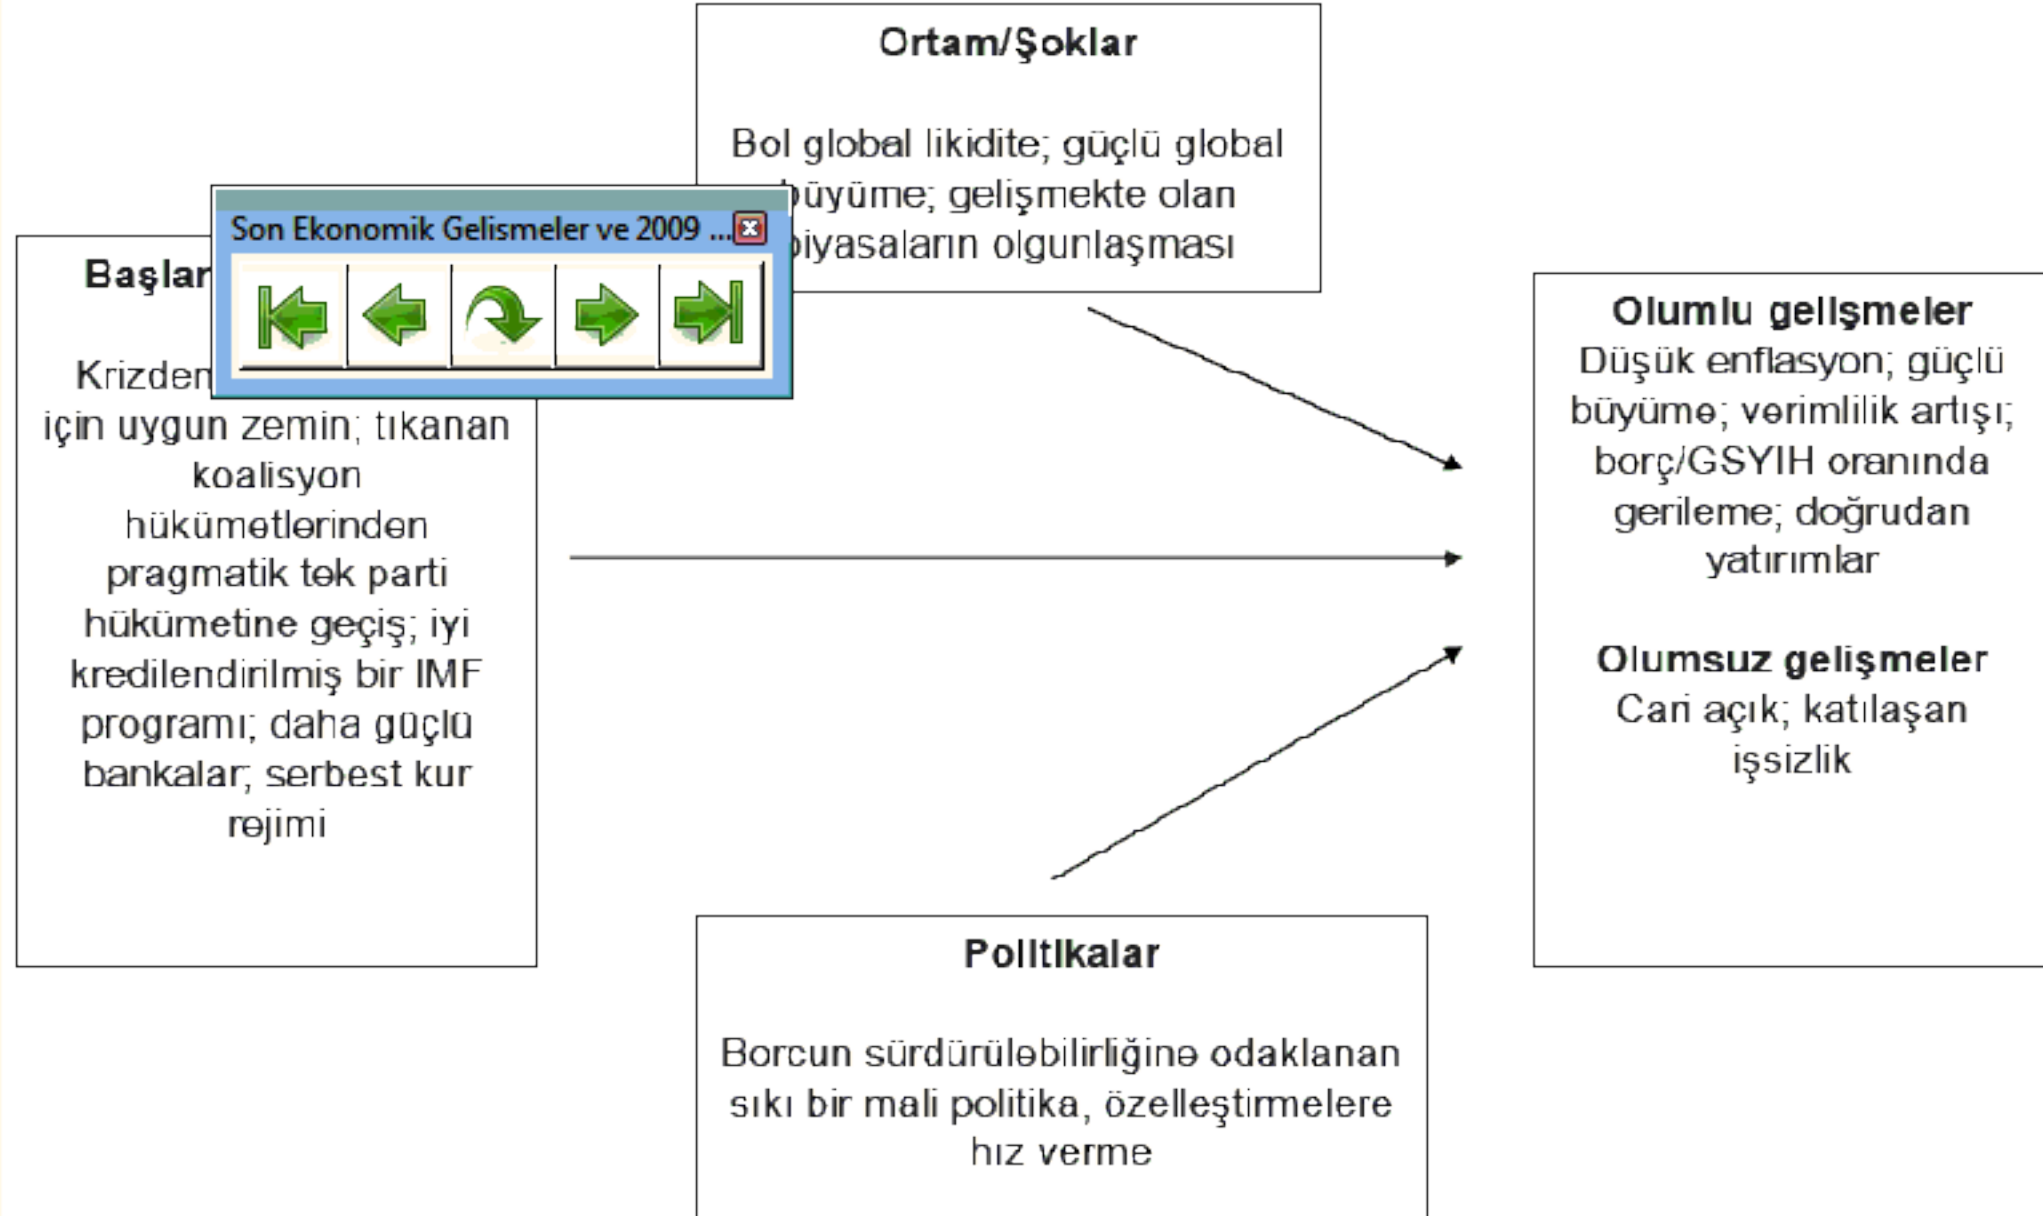 Ortam/Şoklar
Bol global likidite; güçlü global
büyüme; gelişmekte olan
piyasaların olgunlaşması
Son Ekonomik Gelismeler ve 2009 ...
Krizden
için uygun zemin; tıkanan
koalisyon
hükümetlerinden
pragmatik tek parti
hükümetine geçiş; iyi
kredilendirilmiş bir IMF
programı; daha güçlü
bankalar; serbest kur
rejimi
Olumlu gelişmeler
Düşük enflasyon; güçlü
büyüme; verimlilik artışı;
borç/GSYIH oranında
gerileme; doğrudan
yatırımlar
Olumsuz gelişmeler
Cari açık; katılaşan
işsizlik
Politikalar
Borcun sürdürülebilirliğine odaklanan
sıkı bir mali politika, özelleştirmelere
hız verme